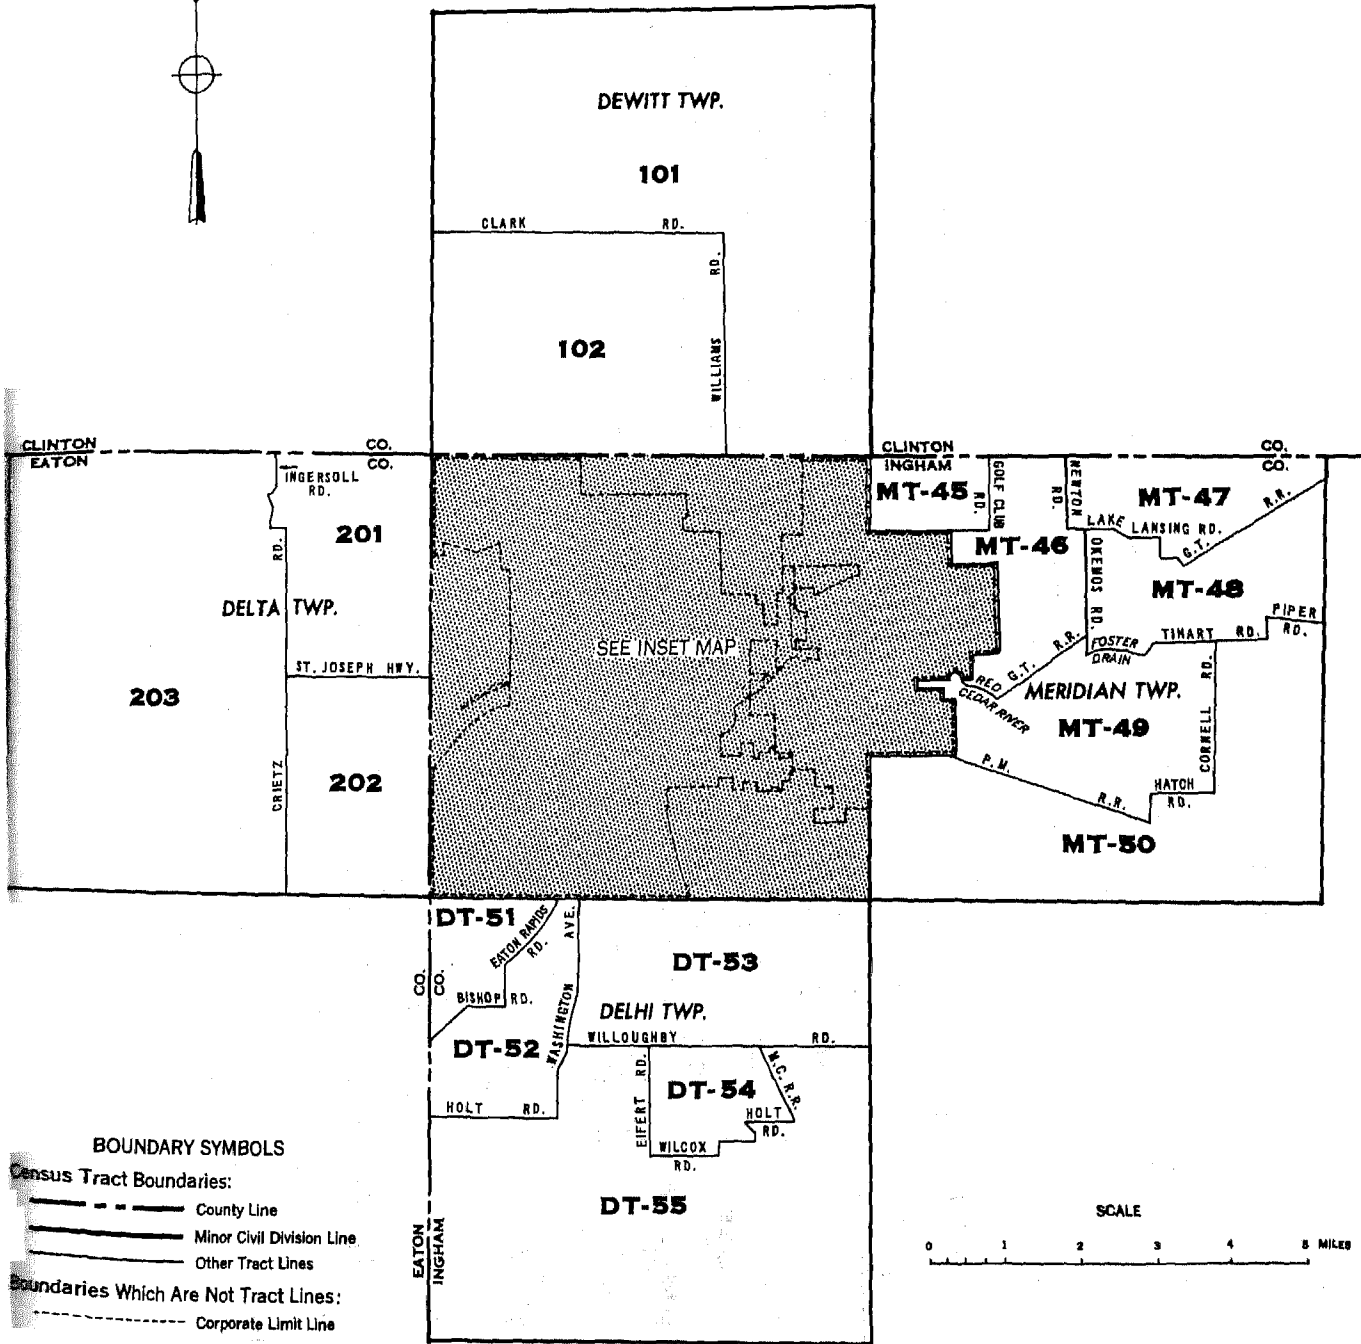 DEWITT TWP.
101
CLARK RD.
WILLIAMS RD.
102
CLINTON CO.
EATON CO.
CLINTON CO.
INGHAM CO.
INGERSOLL
RD.
201
DELTA TWP.
ST. JOSEPH HWY.
203
CRIETZ RD.
202
SEE INSET MAP
MT-45
GOLF CLUB
RD.
NEWTON
RD.
MT-46
MT-47
LAKE LANSING RD.
G.T. R.R.
OKEMOS RD.
MT-48
PIPER
RD.
TIHART RD.
FOSTER
DRAIN
G.T. R.R.
RED
CEDAR RIVER
MERIDIAN TWP.
MT-49
CORNELL RD.
P.M. R.R.
HATCH
RD.
MT-50
DT-51
EATON RAPIDS
RD.
WASHINGTON AVE.
CO.
CO.
BISHOP RD.
DT-52
HOLT RD.
DT-53
DELHI TWP.
WILLOUGHBY RD.
EIFERT RD.
DT-54
M.C. R.R.
HOLT
RD.
WILCOX
RD.
DT-55
EATON
INGHAM
BOUNDARY SYMBOLS
Census Tract Boundaries:
County Line
Minor Civil Division Line
Other Tract Lines
Boundaries Which Are Not Tract Lines:
Corporate Limit Line
SCALE
0 1 2 3 4 5 MILES